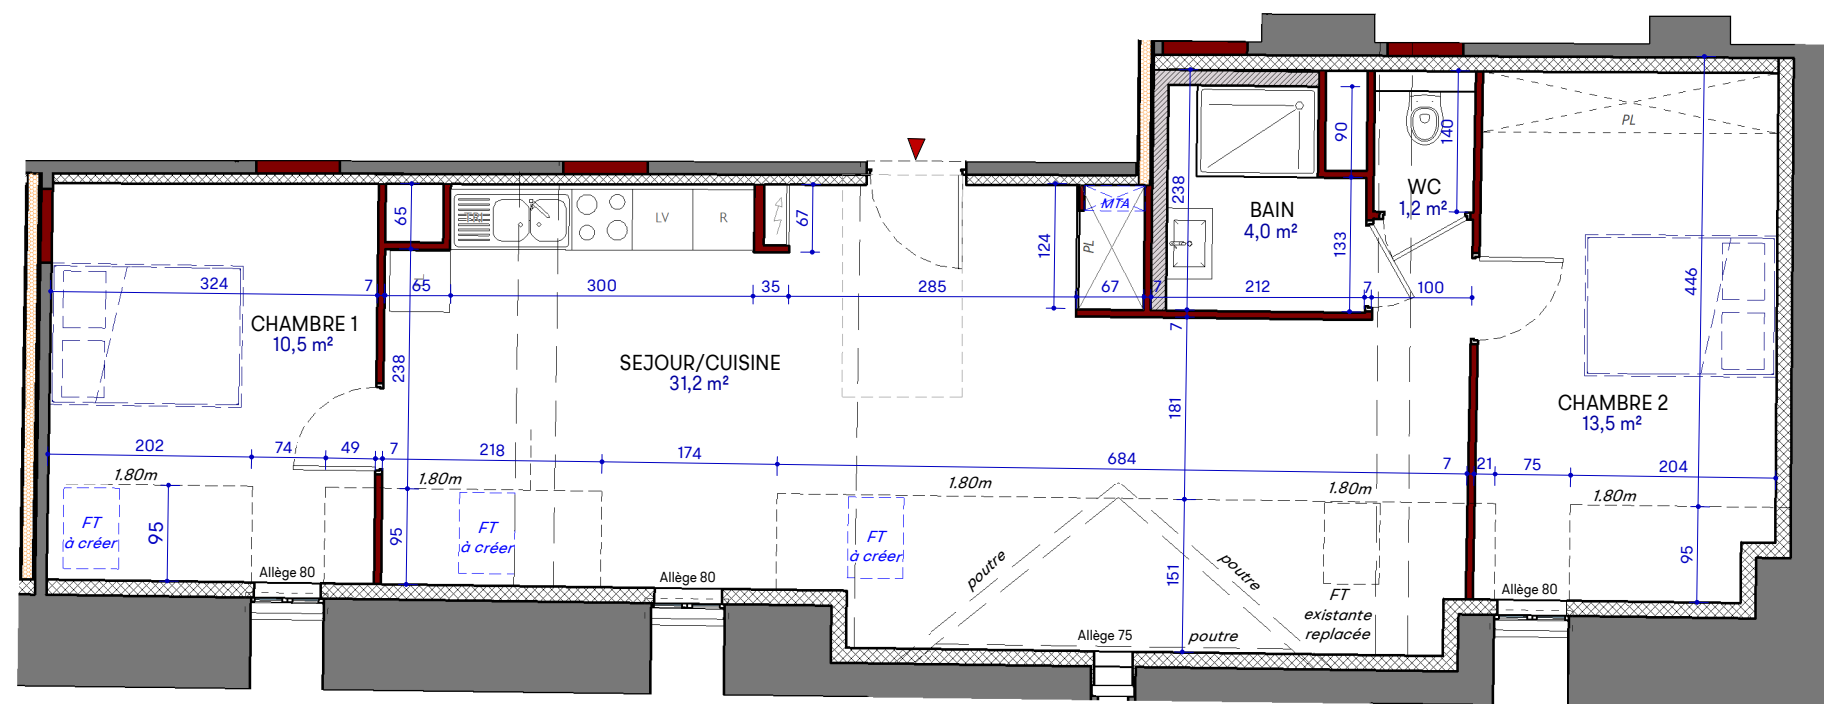 PL
90
140
WC
1,2 m²
238
BAIN
4,0 m²
133
MTA
PL
124
65
TRI
LV
R
67
446
324
7
65
300
35
285
67
7
212
7
100
CHAMBRE 1
10,5 m²
SEJOUR/CUISINE
31,2 m²
7
238
181
CHAMBRE 2
13,5 m²
202
74
49
7
218
174
684
7
21
75
204
1.80m
1.80m
1.80m
1.80m
1.80m
FT
à créer
95
FT
à créer
95
FT
à créer
poutre
poutre
151
95
FT
existante
replacée
Allège 80
Allège 80
Allège 75
poutre
Allège 80